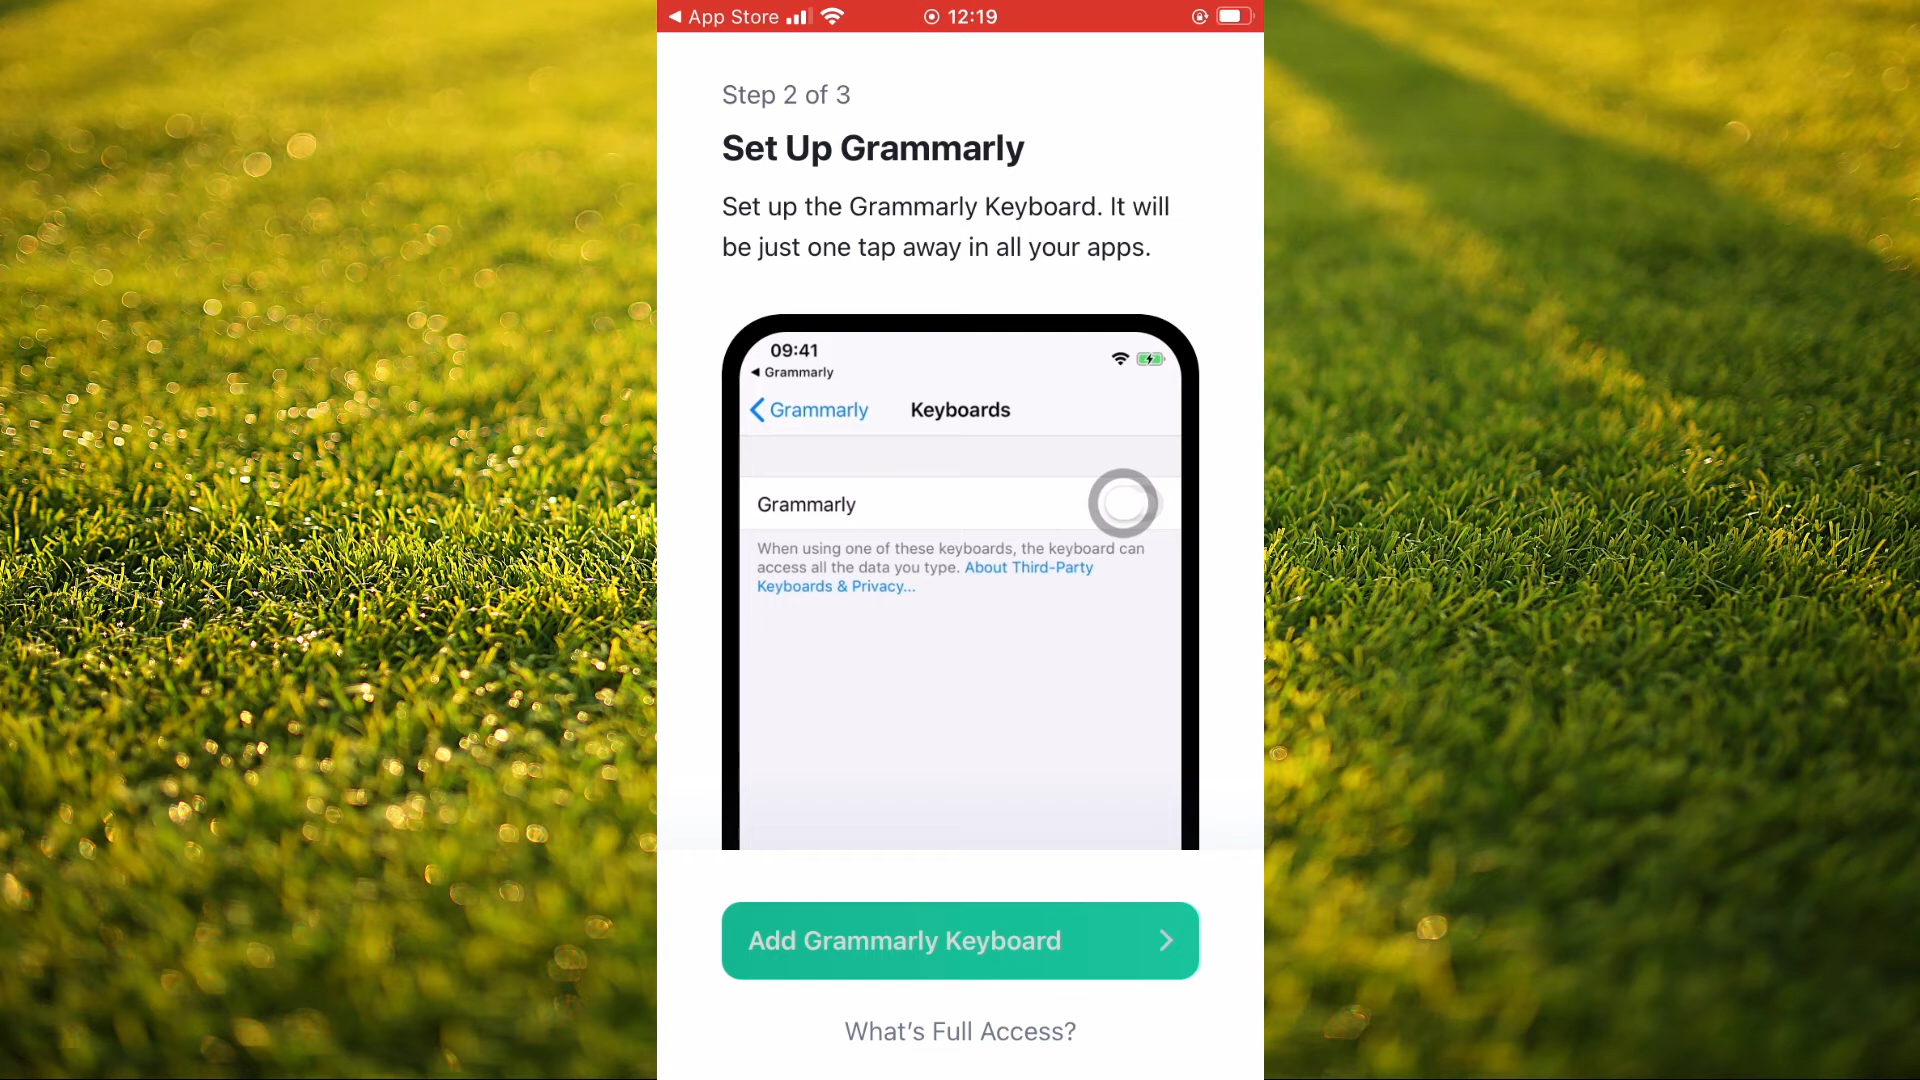 App Store 12:19
Step 2 of 3
Set Up Grammarly
Set up the Grammarly Keyboard. It will
be just one tap away in all your apps.
09:41
Grammarly
Grammarly Keyboards
Grammarly
When using one of these keyboards, the keyboard can
access all the data you type. About Third-Party
Keyboards & Privacy...
Add Grammarly Keyboard
What’s Full Access?